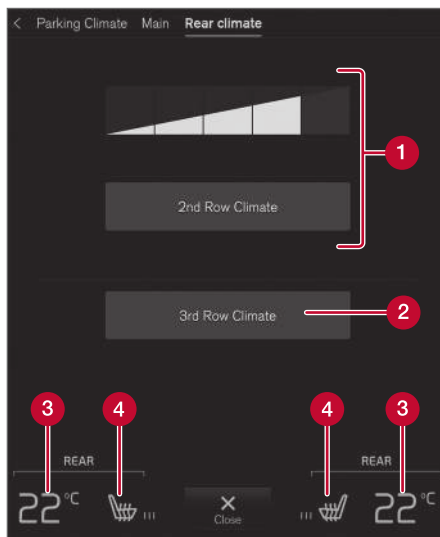 < Parking Climate Main Rear climate
1
2nd Row Climate
2
3rd Row Climate
3 4 4 3
REAR REAR
22°C 22°C
Close